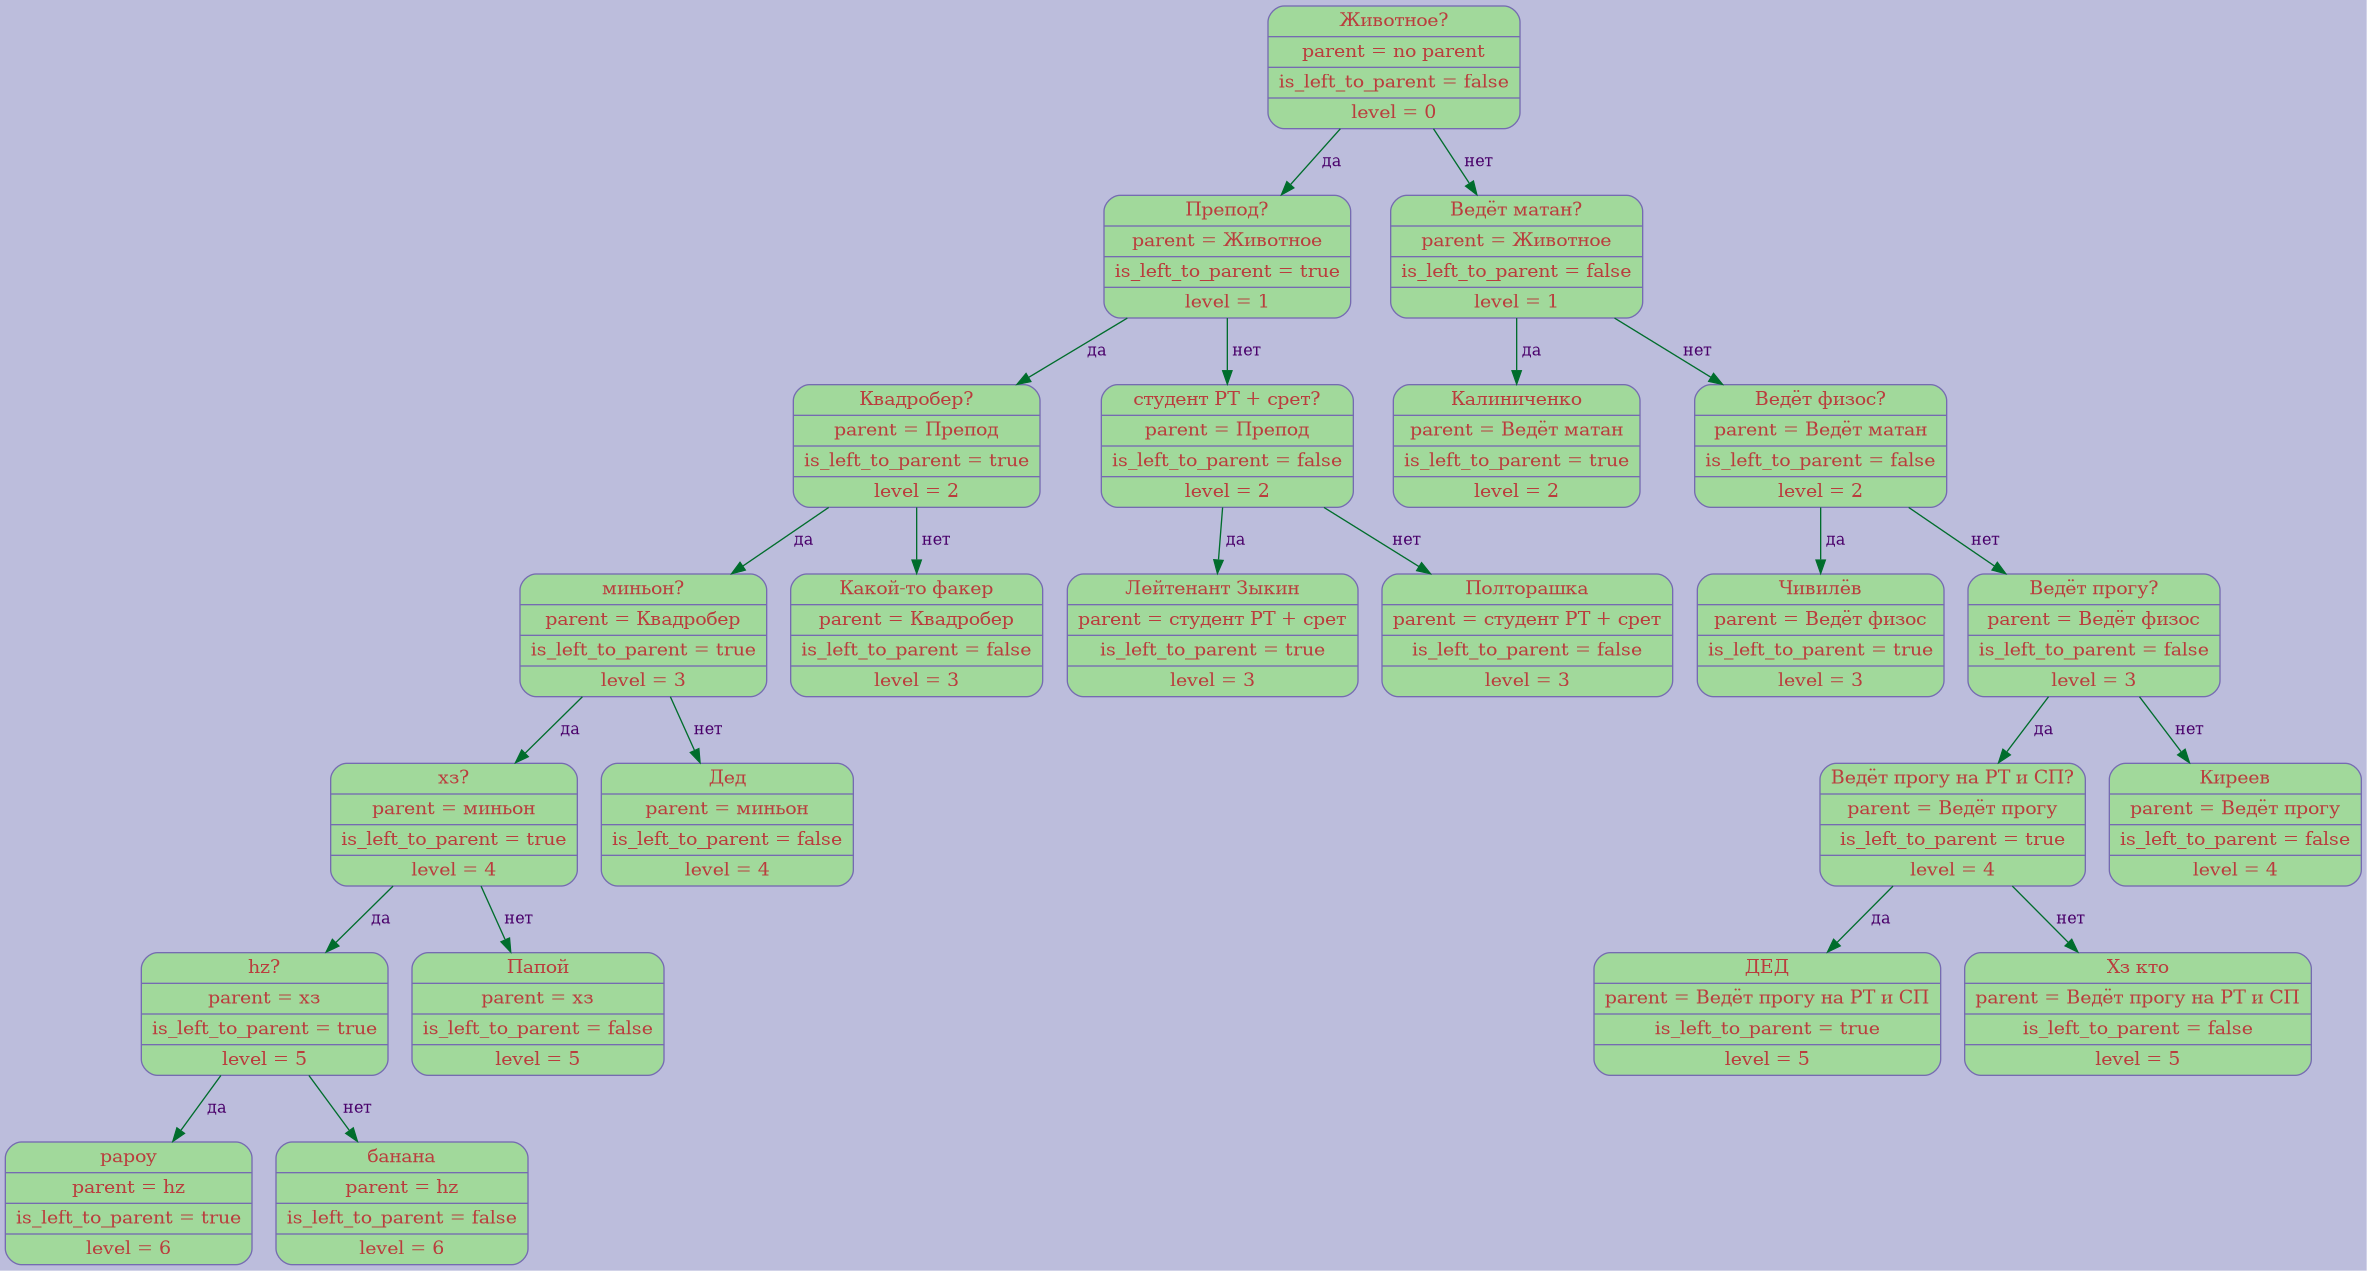 Животное?
parent = no parent
is_left_to_parent = false
level = 0
да
нет
Препод?
parent = Животное
is_left_to_parent = true
level = 1
Ведёт матан?
parent = Животное
is_left_to_parent = false
level = 1
да
нет
да
нет
Квадробер?
parent = Препод
is_left_to_parent = true
level = 2
студент РТ + срет?
parent = Препод
is_left_to_parent = false
level = 2
Калиниченко
parent = Ведёт матан
is_left_to_parent = true
level = 2
Ведёт физос?
parent = Ведёт матан
is_left_to_parent = false
level = 2
да
нет
да
нет
да
нет
миньон?
parent = Квадробер
is_left_to_parent = true
level = 3
Какой-то факер
parent = Квадробер
is_left_to_parent = false
level = 3
Лейтенант Зыкин
parent = студент РТ + срет
is_left_to_parent = true
level = 3
Полторашка
parent = студент РТ + срет
is_left_to_parent = false
level = 3
Чивилёв
parent = Ведёт физос
is_left_to_parent = true
level = 3
Ведёт прогу?
parent = Ведёт физос
is_left_to_parent = false
level = 3
да
нет
да
нет
хз?
parent = миньон
is_left_to_parent = true
level = 4
Дед
parent = миньон
is_left_to_parent = false
level = 4
Ведёт прогу на РТ и СП?
parent = Ведёт прогу
is_left_to_parent = true
level = 4
Киреев
parent = Ведёт прогу
is_left_to_parent = false
level = 4
да
нет
да
нет
hz?
parent = хз
is_left_to_parent = true
level = 5
Папой
parent = хз
is_left_to_parent = false
level = 5
ДЕД
parent = Ведёт прогу на РТ и СП
is_left_to_parent = true
level = 5
Хз кто
parent = Ведёт прогу на РТ и СП
is_left_to_parent = false
level = 5
да
нет
papoy
parent = hz
is_left_to_parent = true
level = 6
банана
parent = hz
is_left_to_parent = false
level = 6